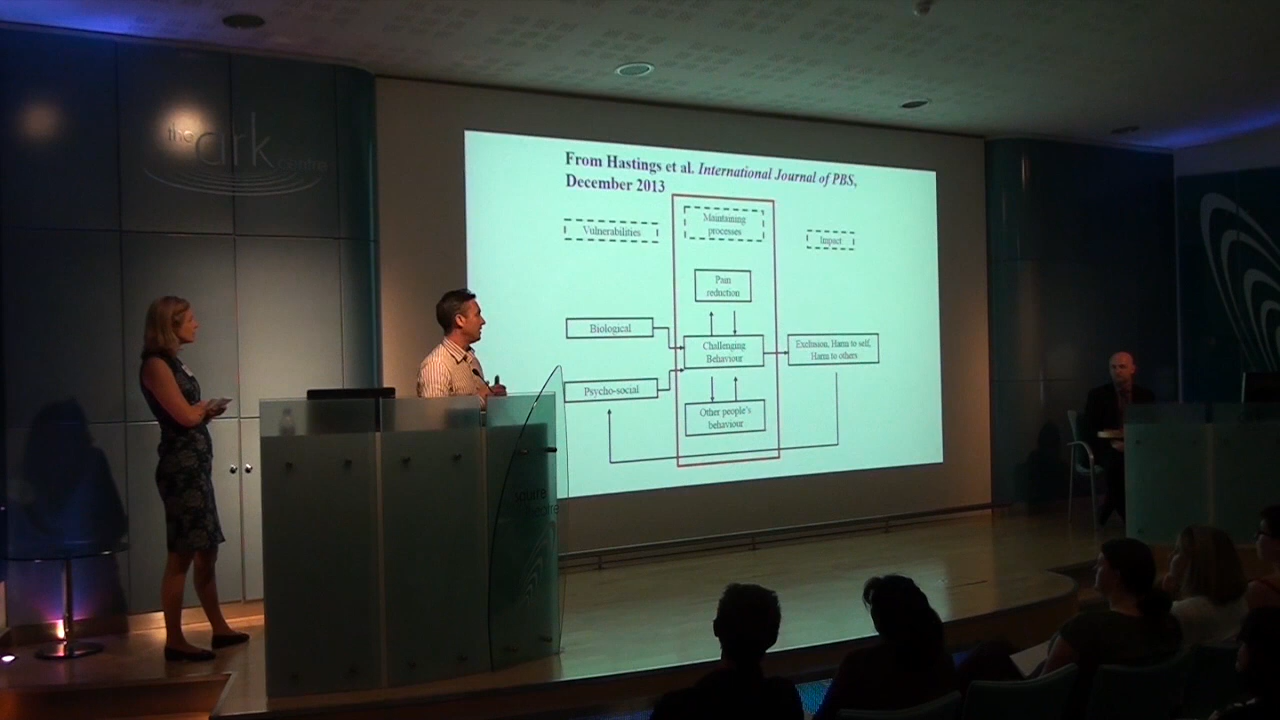 the ark centre
From Hastings et al. International Journal of PBS,
December 2013
Vulnerabilities
Maintaining
processes
Impact
Pain
reduction
Biological
Challenging
Behaviour
Exclusion, Harm to self,
Harm to others
Psycho-social
Other people's
behaviour